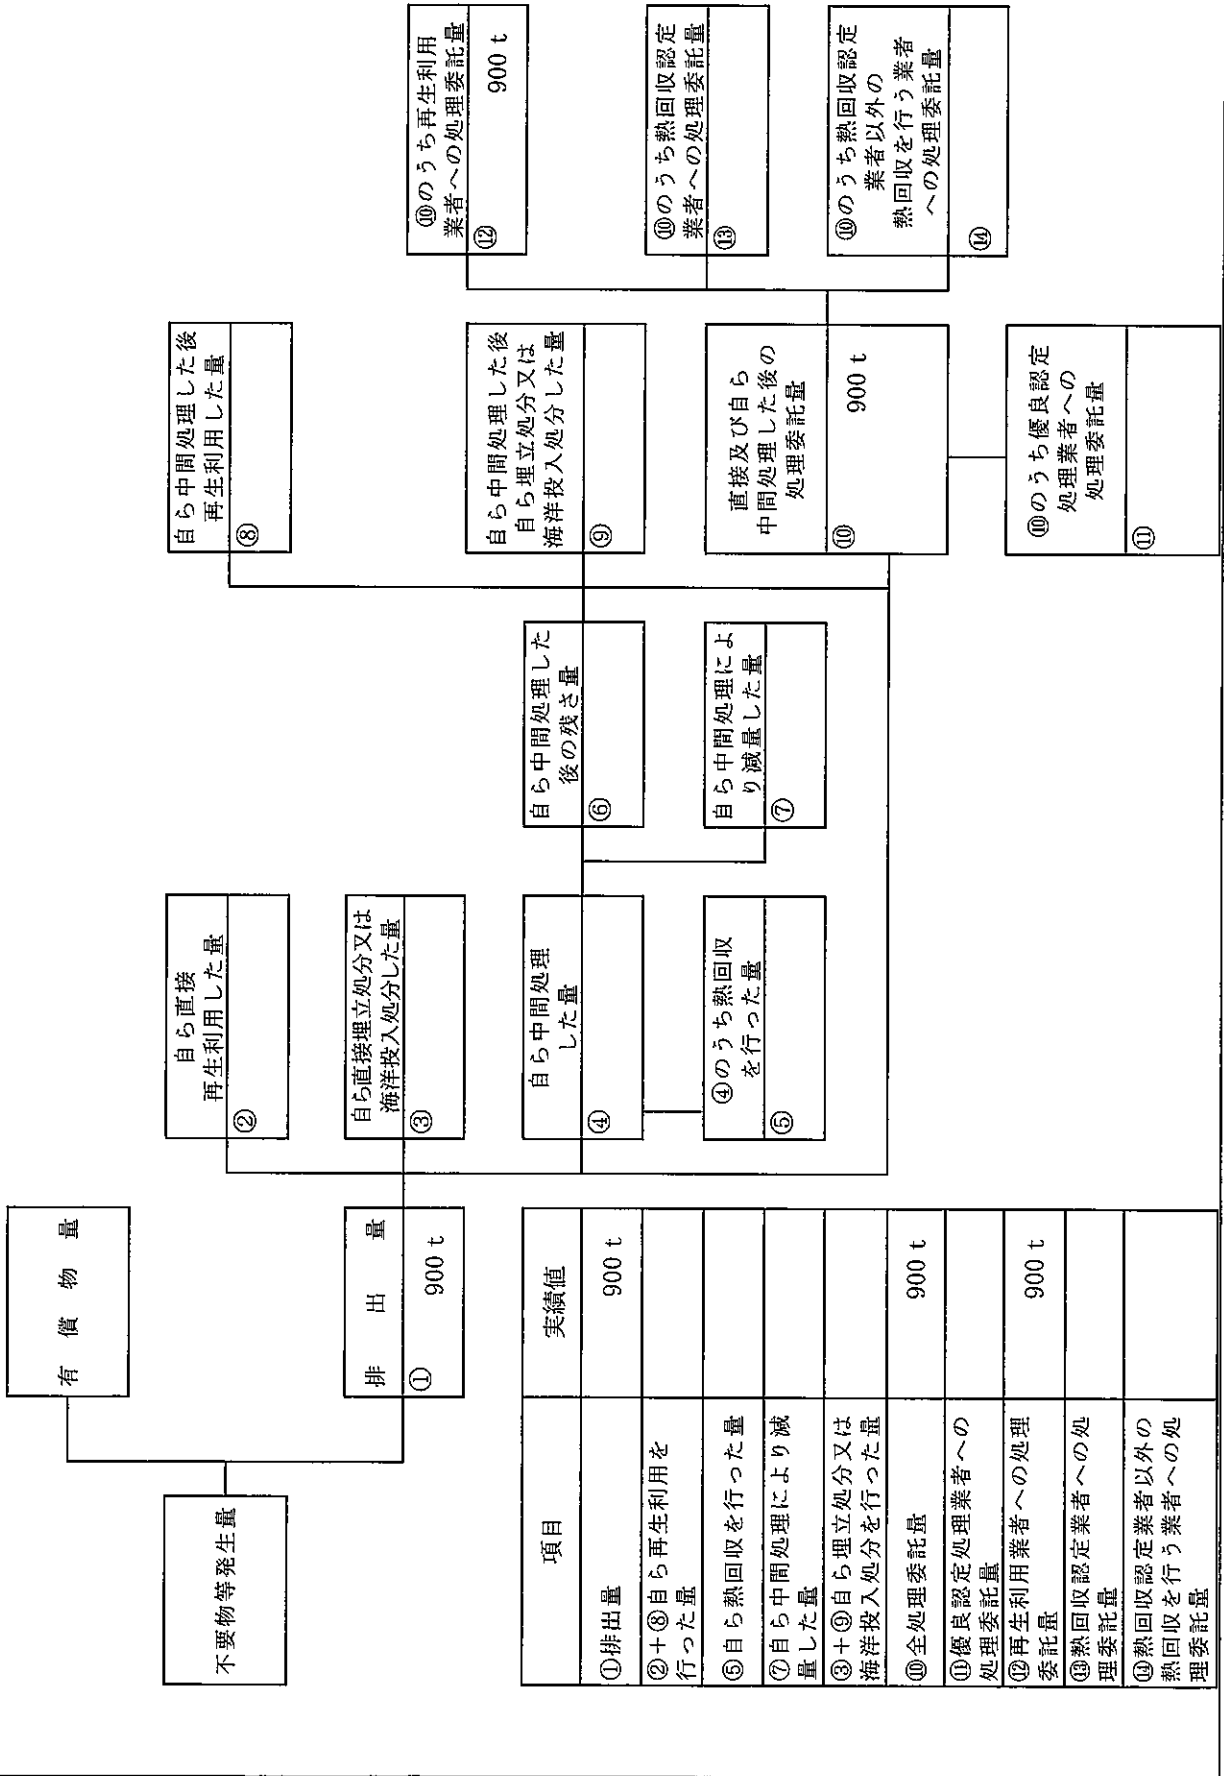 有償物量
不要物等発生量
排出量
①
900 t
自ら直接
再生利用した量
②
自ら直接埋立処分又は
海洋投入処分した量
③
自ら中間処理
した量
④
④のうち熱回収
を行った量
⑤
自ら中間処理した
後の残さ量
⑥
自ら中間処理によ
り減量した量
⑦
自ら中間処理した後
再生利用した量
⑧
自ら中間処理した後
自ら埋立処分又は
海洋投入処分した量
⑨
直接及び自ら
中間処理した後の
処理委託量
⑩
900 t
⑩のうち優良認定
処理業者への
処理委託量
⑪
⑩のうち再生利用
業者への処理委託量
⑫
900 t
⑩のうち熱回収認定
業者への処理委託量
⑬
⑩のうち熱回収認定
業者以外の
熱回収を行う業者
への処理委託量
⑭
項目
実績値
①排出量
900 t
②+⑧自ら再生利用を
行った量
⑤自ら熱回収を行った量
⑦自ら中間処理により減
量した量
③+⑨自ら埋立処分又は
海洋投入処分を行った量
⑩全処理委託量
900 t
⑪優良認定処理業者への
処理委託量
⑫再生利用業者への処理
委託量
900 t
⑬熱回収認定業者への処
理委託量
⑭熱回収認定業者以外の
熱回収を行う業者への処
理委託量